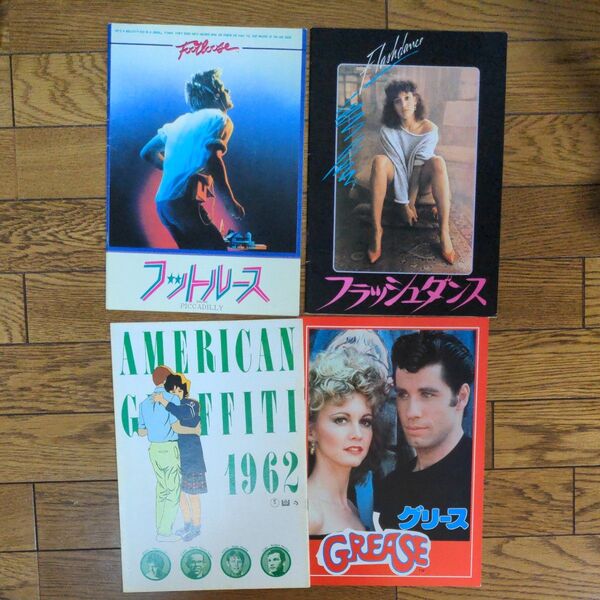 Footloose
フットルース
PICCADILLY
Flashdance
フラッシュダンス
AMERICAN
GRAFFITI
1962
グリース
GREASE